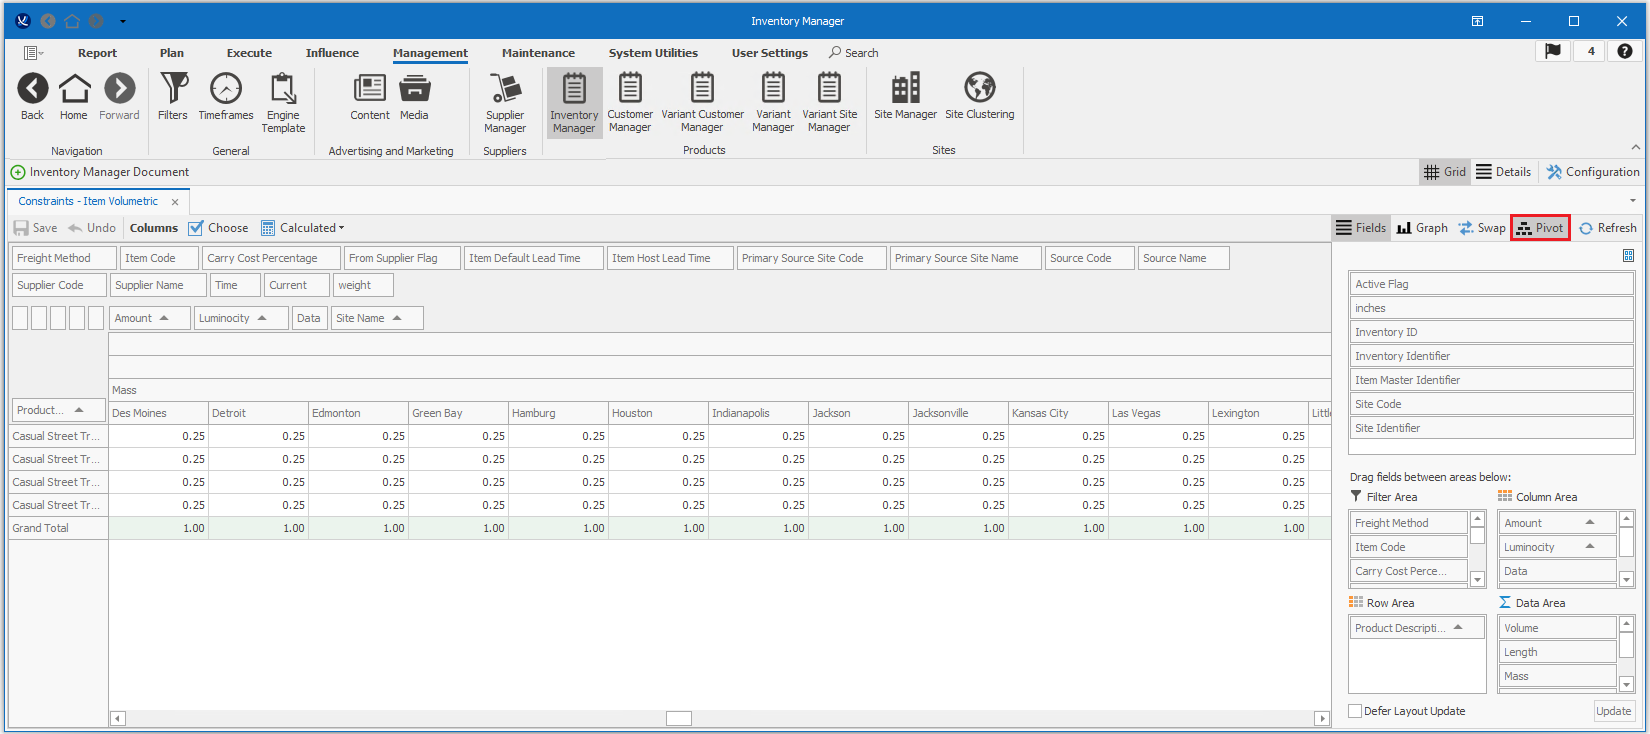 Inventory Manager
Report Plan Execute Influence Management Maintenance System Utilities User Settings Search 4 ?
Back Home Forward
Navigation
Filters Timeframes Engine Template
General
Content Media
Advertising and Marketing
Supplier Manager
Suppliers
Inventory Manager Customer Manager Variant Customer Manager Variant Manager Variant Site Manager
Products
Site Manager Site Clustering
Sites
Inventory Manager Document Grid Details Configuration
Constraints - Item Volumetric ×
Save Undo Columns Choose Calculated Fields Graph Swap Pivot Refresh
Freight Method Item Code Carry Cost Percentage From Supplier Flag Item Default Lead Time Item Host Lead Time Primary Source Site Code Primary Source Site Name Source Code Source Name
Supplier Code Supplier Name Time Current weight
Amount Luminocity Data Site Name
Mass
Product...
Des Moines Detroit Edmonton Green Bay Hamburg Houston Indianapolis Jackson Jacksonville Kansas City Las Vegas Lexington Littl
Casual Street Tr... 0.25 0.25 0.25 0.25 0.25 0.25 0.25 0.25 0.25 0.25 0.25 0.25
Casual Street Tr... 0.25 0.25 0.25 0.25 0.25 0.25 0.25 0.25 0.25 0.25 0.25 0.25
Casual Street Tr... 0.25 0.25 0.25 0.25 0.25 0.25 0.25 0.25 0.25 0.25 0.25 0.25
Casual Street Tr... 0.25 0.25 0.25 0.25 0.25 0.25 0.25 0.25 0.25 0.25 0.25 0.25
Grand Total 1.00 1.00 1.00 1.00 1.00 1.00 1.00 1.00 1.00 1.00 1.00 1.00
Active Flag
inches
Inventory ID
Inventory Identifier
Item Master Identifier
Site Code
Site Identifier
Drag fields between areas below:
Filter Area
Freight Method
Item Code
Carry Cost Perce...
Column Area
Amount
Luminocity
Data
Row Area
Product Descripti...
Data Area
Volume
Length
Mass
Defer Layout Update Update